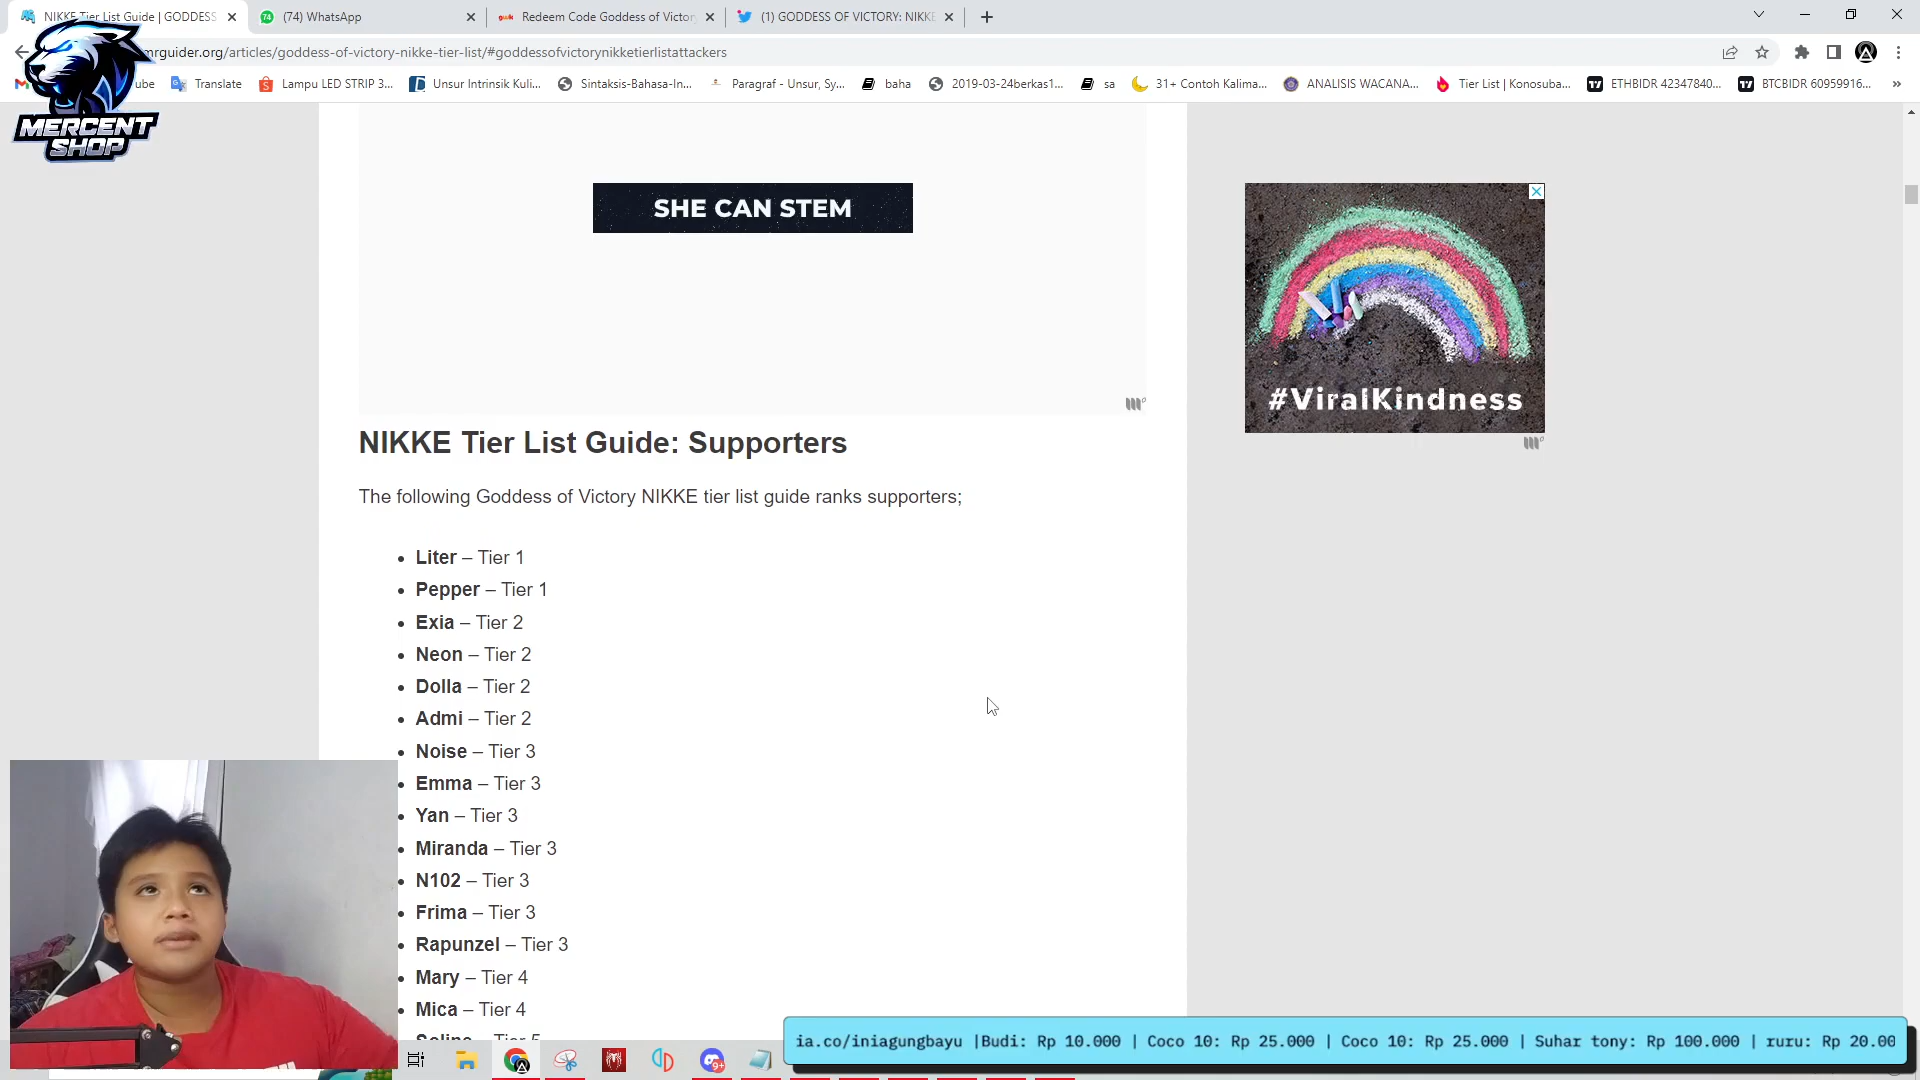 NIKKE Tier List Guide | GODDESS
74
(74) WhatsApp
Redeem Code Goddess of Victor
(1) GODDESS OF VICTORY: NIKKE
mrguider.org/articles/goddess-of-victory-nikke-tier-list/#goddessofvictorynikketierlistattackers
ube
Translate
Lampu LED STRIP 3...
Unsur Intrinsik Kuli...
Sintaksis-Bahasa-In...
Paragraf - Unsur, Sy...
baha
2019-03-24berkas1...
sa
31+ Contoh Kalima...
ANALISIS WACANA...
Tier List | Konosuba...
ETHBIDR 42347840...
BTCBIDR 60959916...
MERCENT
SHOP
SHE CAN STEM
#ViralKindness
NIKKE Tier List Guide: Supporters
The following Goddess of Victory NIKKE tier list guide ranks supporters;
Liter – Tier 1
Pepper – Tier 1
Exia – Tier 2
Neon – Tier 2
Dolla – Tier 2
Admi – Tier 2
Noise – Tier 3
Emma – Tier 3
Yan – Tier 3
Miranda – Tier 3
N102 – Tier 3
Frima – Tier 3
Rapunzel – Tier 3
Mary – Tier 4
Mica – Tier 4
ia.co/iniagungbayu |Budi: Rp 10.000 | Coco 10: Rp 25.000 | Coco 10: Rp 25.000 | Suhar tony: Rp 100.000 | ruru: Rp 20.00
9+